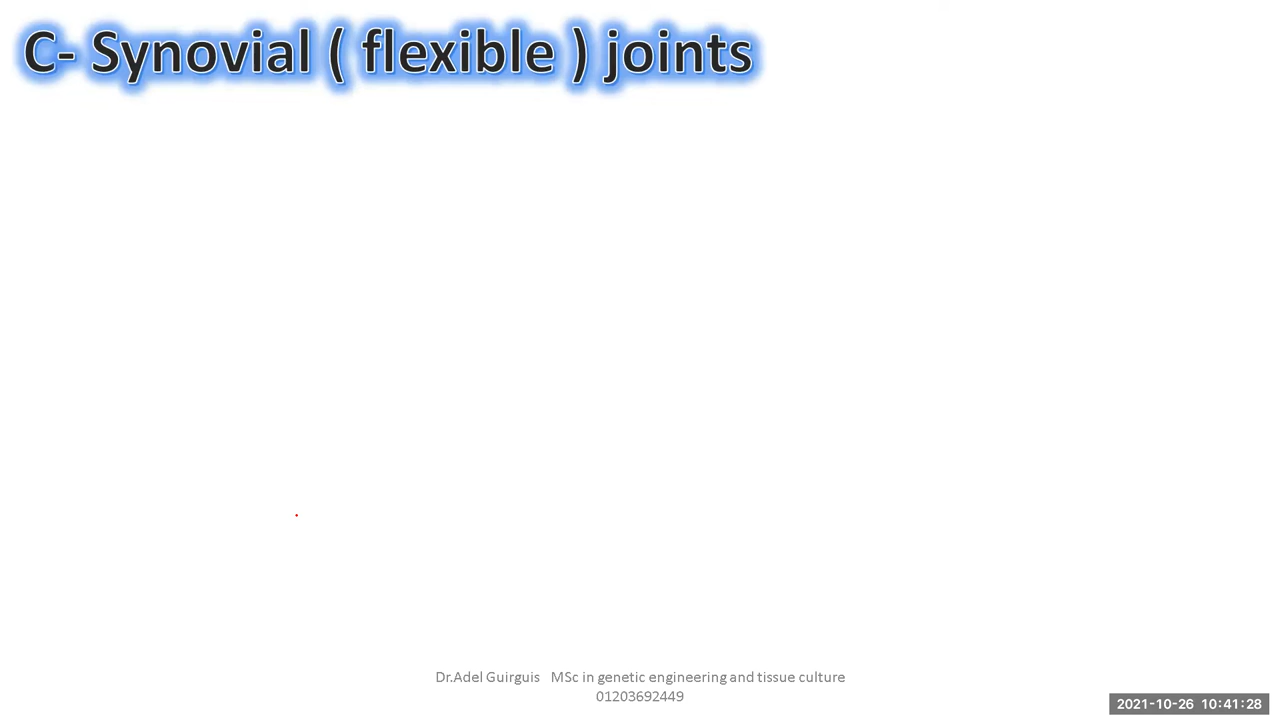 C- Synovial ( flexible ) joints
Dr.Adel Guirguis MSc in genetic engineering and tissue culture
01203692449
2021-10-26 10:41:28